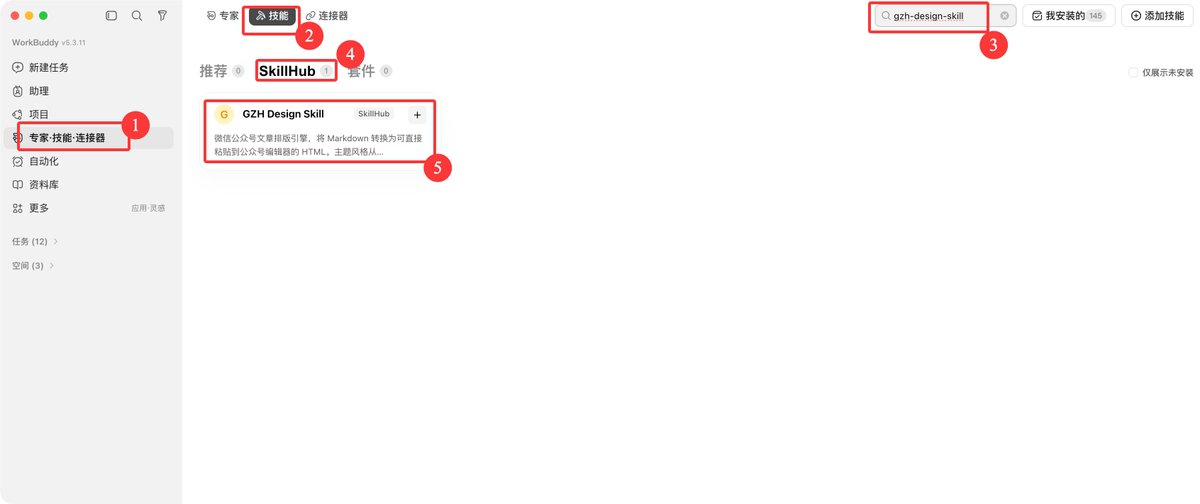 WorkBuddy v5.3.11
新建任务
助理
项目
专家·技能·连接器
1
自动化
资料库
更多
应用·灵感
任务 (12)
空间 (3)
专家
技能
连接器
2
gzh-design-skill
3
我安装的 145
添加技能
推荐 0
SkillHub 1
4
套件 0
仅展示未安装
G
GZH Design Skill
SkillHub
+
微信公众号文章排版引擎，将 Markdown 转换为可直接
粘贴到公众号编辑器的 HTML，主题风格从...
5